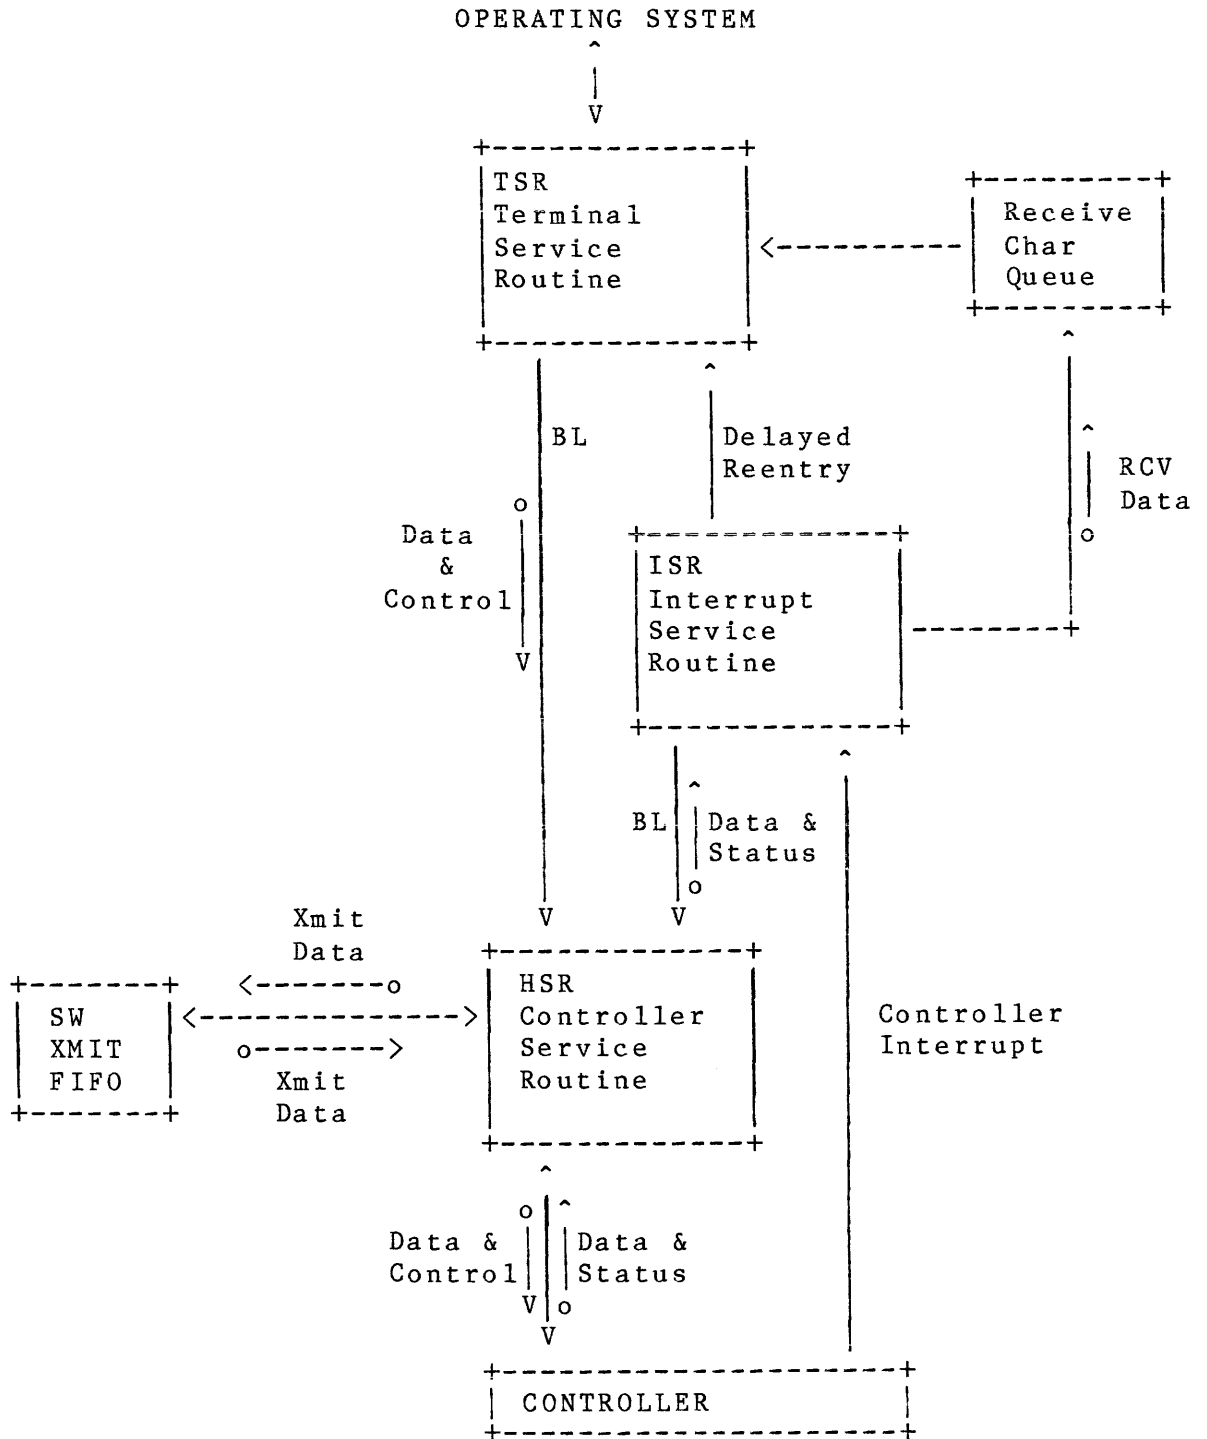 OPERATING SYSTEM
TSR
Terminal
Service
Routine
Receive
Char
Queue
BL
Delayed
Reentry
RCV
Data
Data
&
Control
ISR
Interrupt
Service
Routine
BL
Data &
Status
Xmit
Data
SW
XMIT
FIFO
Xmit
Data
HSR
Controller
Service
Routine
Controller
Interrupt
Data &
Control
Data &
Status
CONTROLLER